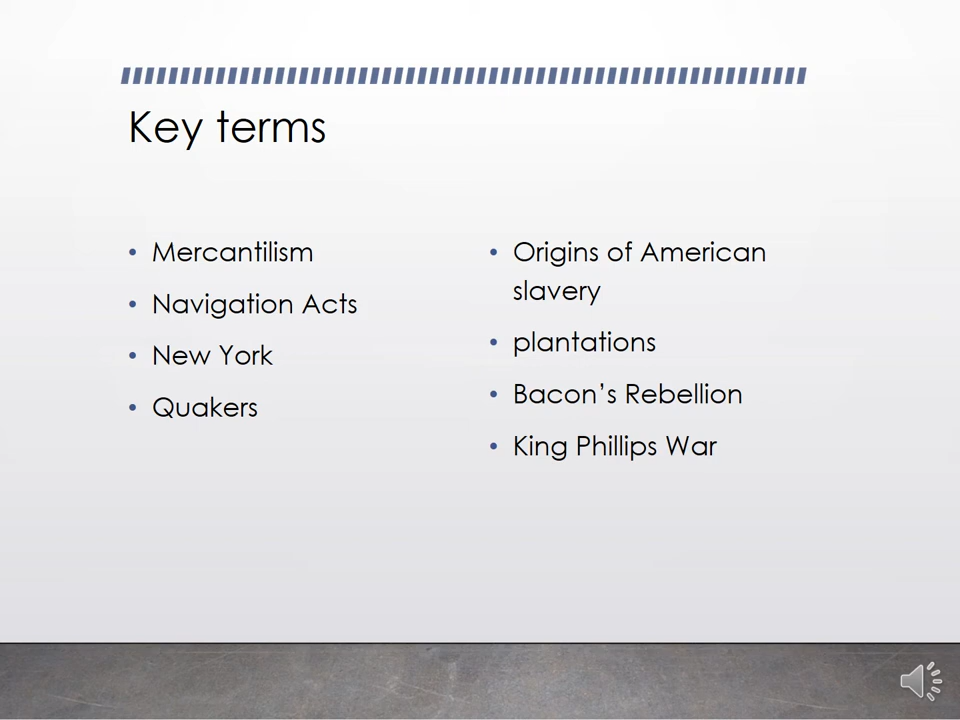 Key terms
• Mercantilism
• Navigation Acts
• New York
• Quakers
• Origins of American
slavery
• plantations
• Bacon’s Rebellion
• King Phillips War